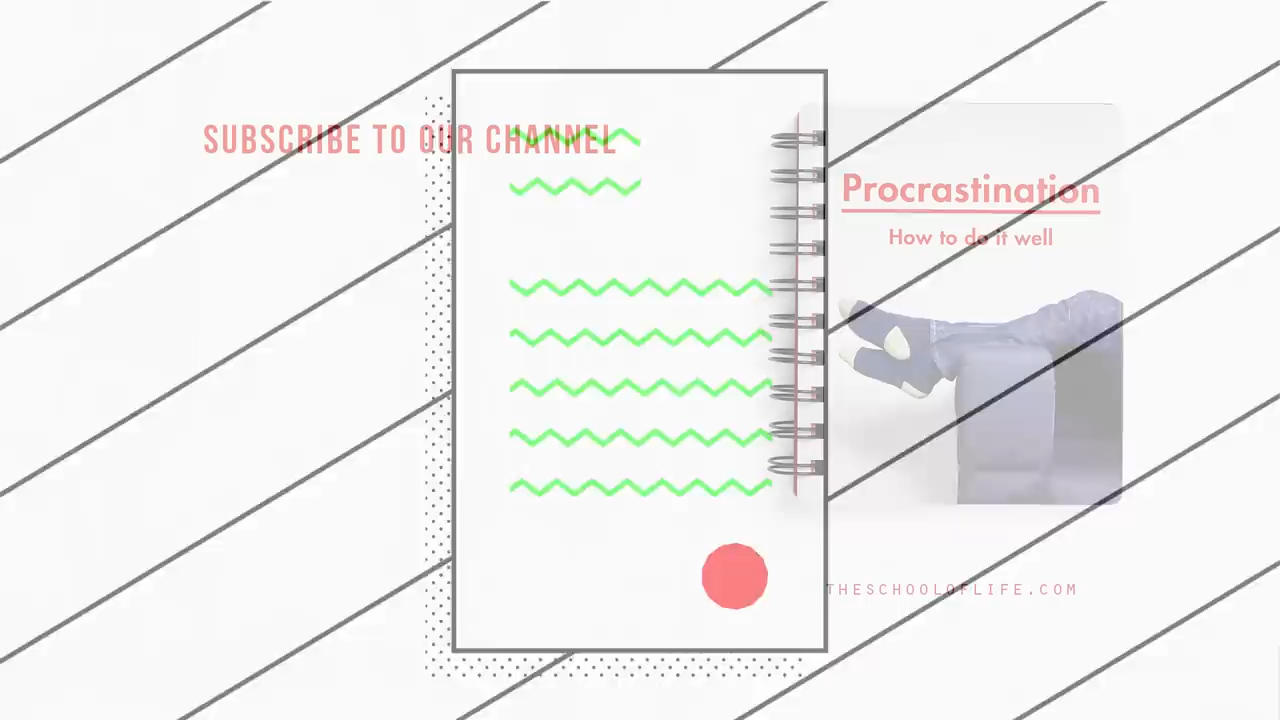 SUBSCRIBE TO OUR CHANNEL
Procrastination
How to do it well
THESCHOOLOFLIFE.COM